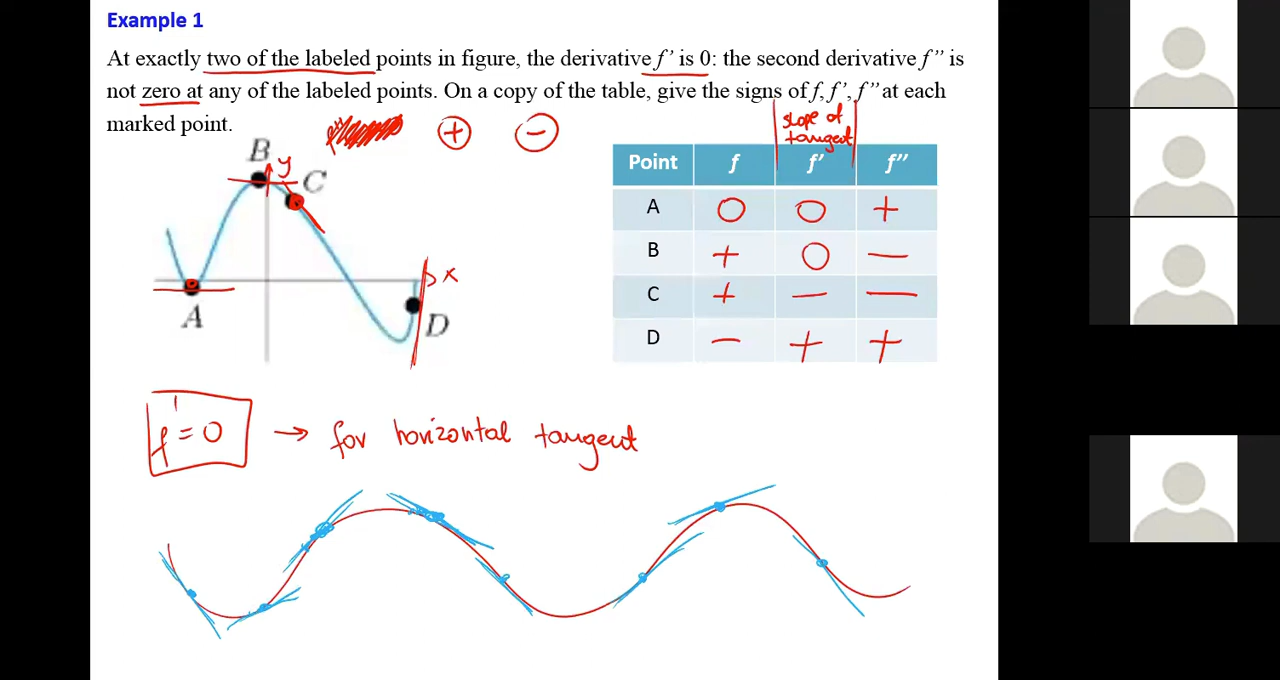 Example 1
At exactly two of the labeled points in figure, the derivative f’ is 0: the second derivative f’’ is
not zero at any of the labeled points. On a copy of the table, give the signs of f, f’, f’’ at each
marked point.
+ −
slope of
tangent
B
y
C
x
A
D
Point f f’ f’’
A 0 0 +
B + 0 −
C + − −
D − + +
f' = 0 → for horizontal tangent